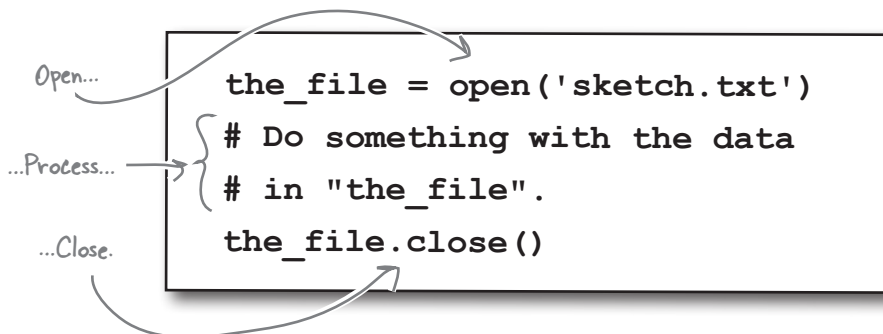 Open...
the_file = open('sketch.txt')
# Do something with the data
...Process...
# in "the_file".
...Close.
the_file.close()